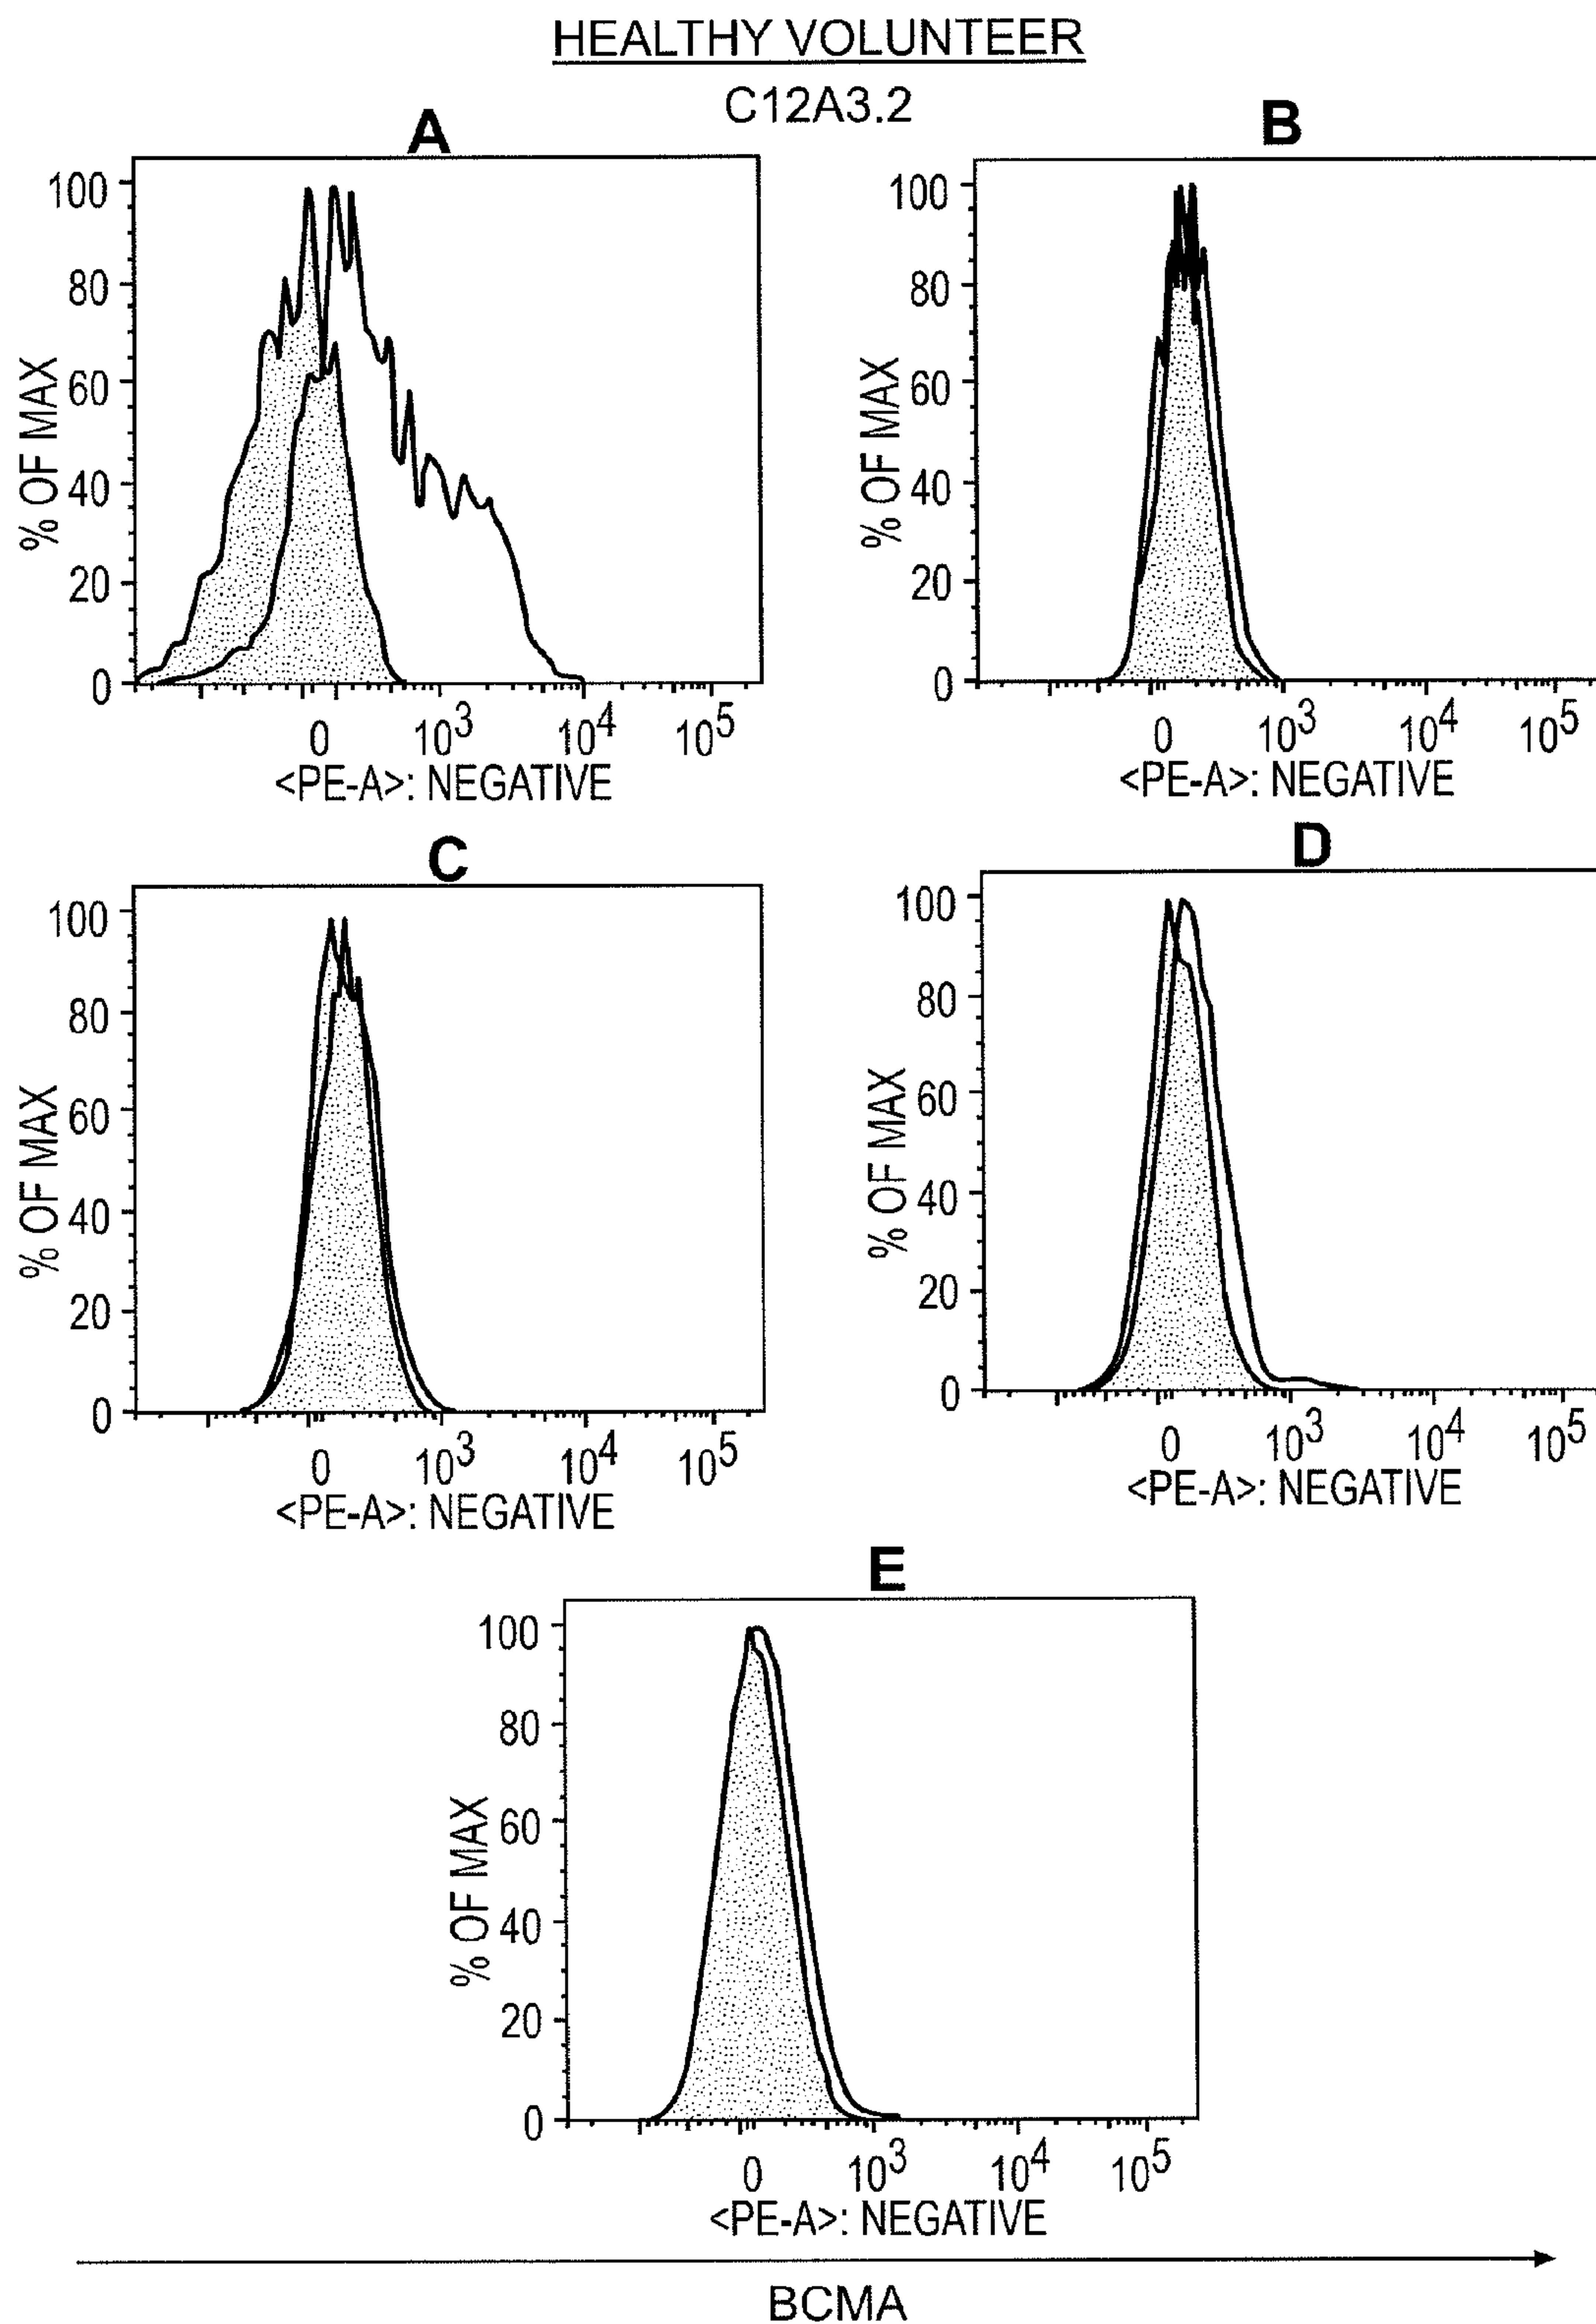 HEALTHY VOLUNTEER
C12A3.2
A
100
80
60
40
20
0
% OF MAX
0 10^3 10^4 10^5
<PE-A>: NEGATIVE
B
100
80
60
40
20
0
% OF MAX
0 10^3 10^4 10^5
<PE-A>: NEGATIVE
C
100
80
60
40
20
0
% OF MAX
0 10^3 10^4 10^5
<PE-A>: NEGATIVE
D
100
80
60
40
20
0
% OF MAX
0 10^3 10^4 10^5
<PE-A>: NEGATIVE
E
100
80
60
40
20
0
% OF MAX
0 10^3 10^4 10^5
<PE-A>: NEGATIVE
BCMA